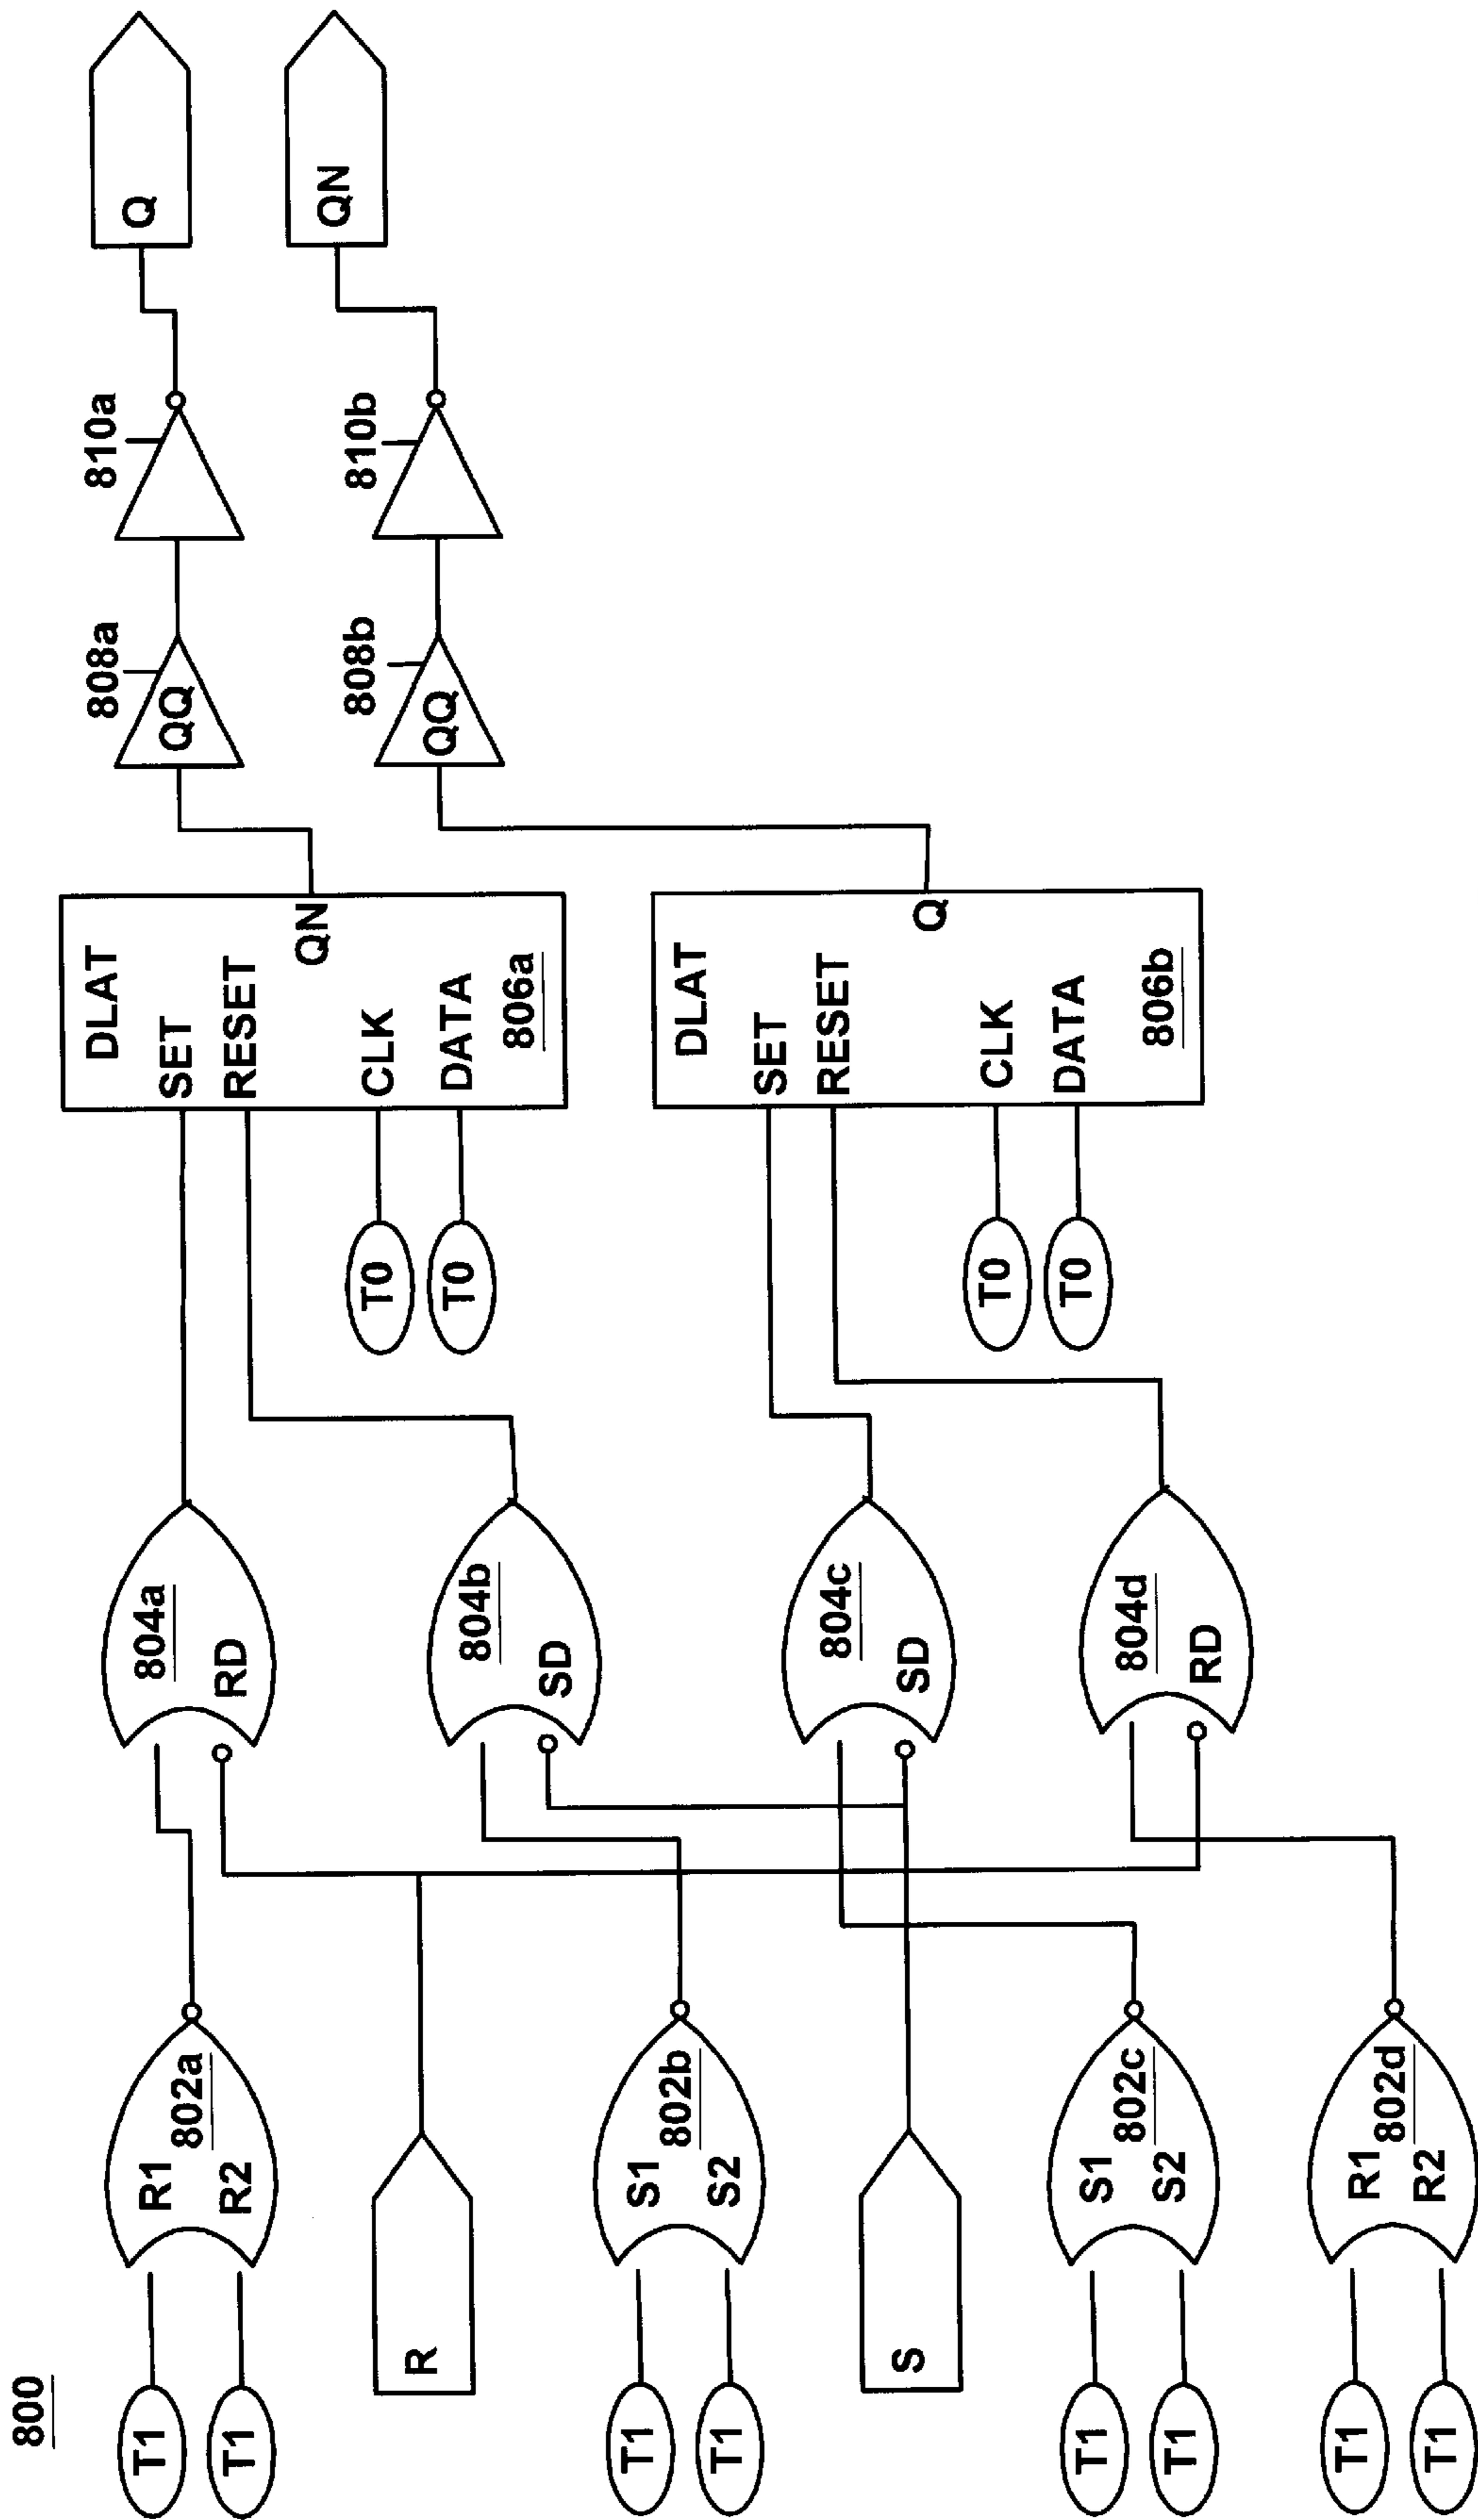 800
T1
T1
R1
802a
R2
R
T1
T1
S1
802b
S2
S
T1
T1
S1
802c
S2
T1
T1
R1
802d
R2
804a
RD
804b
SD
804c
SD
804d
RD
T0
T0
DLAT
SET
RESET
QN
CLK
DATA
806a
T0
T0
DLAT
SET
RESET
Q
CLK
DATA
806b
808a
QQ
808b
QQ
810a
810b
Q
QN